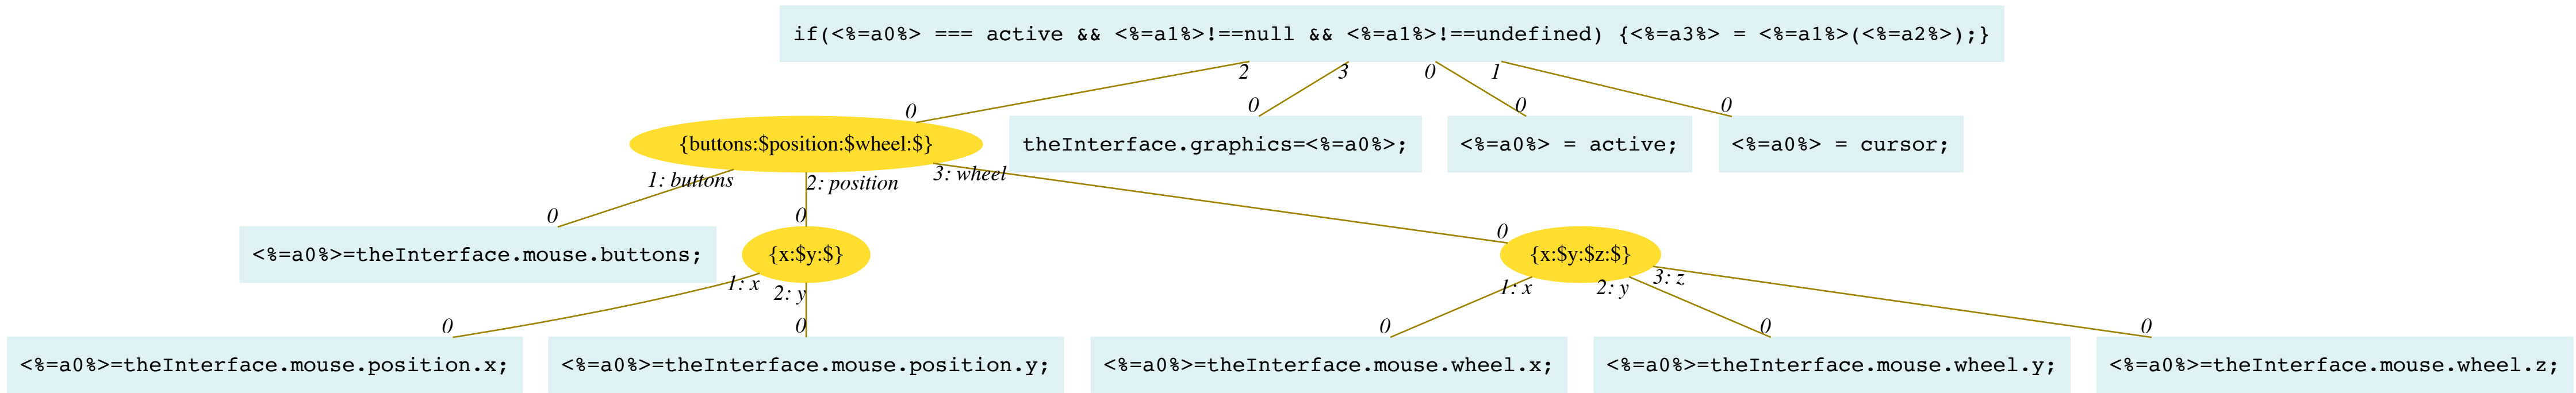 if(<%=a0%> === active && <%=a1%>!==null && <%=a1%>!==undefined) {<%=a3%> = <%=a1%>(<%=a2%>);}
2 3 0 1
0 0 0 0
{buttons:$position:$wheel:$} theInterface.graphics=<%=a0%>; <%=a0%> = active; <%=a0%> = cursor;
1: buttons 2: position 3: wheel
0 0 0
<%=a0%>=theInterface.mouse.buttons; {x:$y:$} {x:$y:$z:$}
1: x 2: y 1: x 2: y 3: z
0 0 0 0 0
<%=a0%>=theInterface.mouse.position.x; <%=a0%>=theInterface.mouse.position.y; <%=a0%>=theInterface.mouse.wheel.x; <%=a0%>=theInterface.mouse.wheel.y; <%=a0%>=theInterface.mouse.wheel.z;